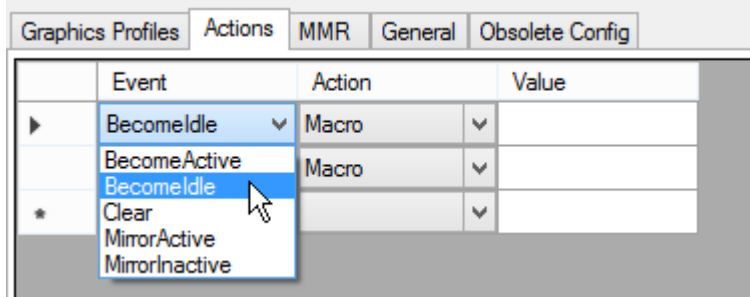 Graphics Profiles Actions MMR General Obsolete Config
Event Action Value
BecomeIdle Macro
BecomeActive
Macro
BecomeIdle
Clear
MirrorActive
MirrorInactive